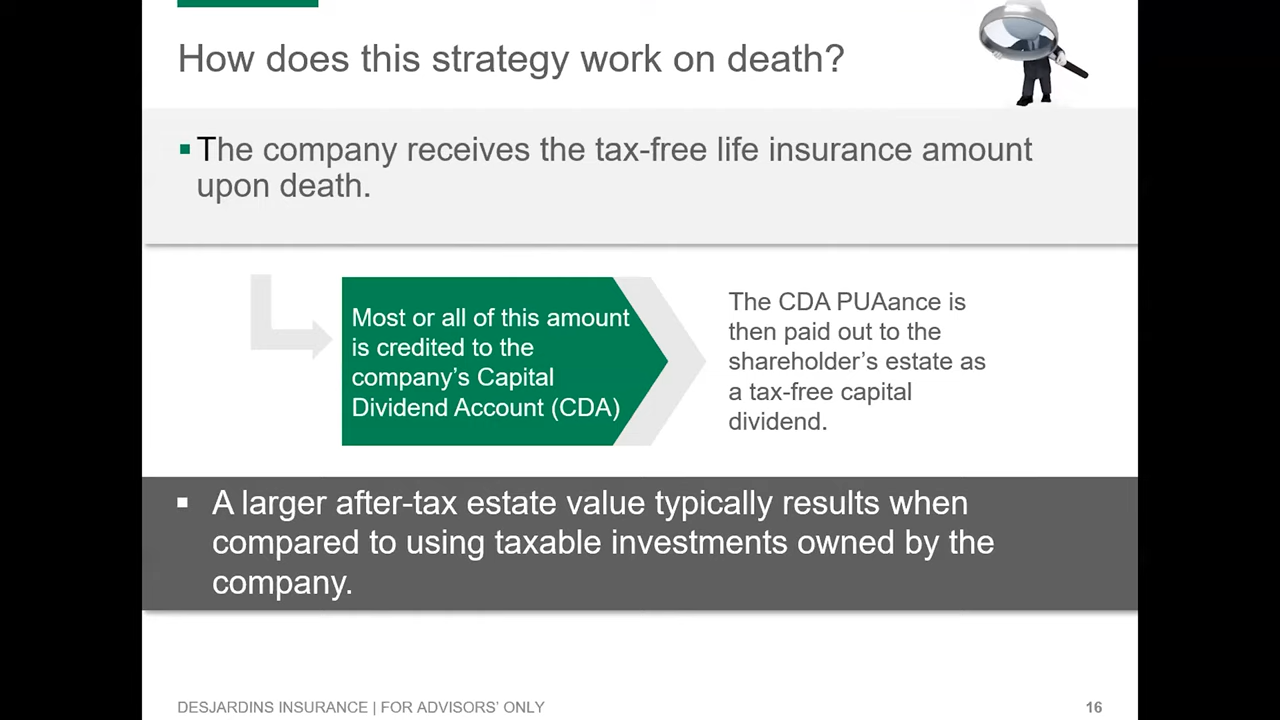 How does this strategy work on death?
▪ The company receives the tax-free life insurance amount
upon death.
Most or all of this amount
is credited to the
company’s Capital
Dividend Account (CDA)
The CDA PUAance is
then paid out to the
shareholder’s estate as
a tax-free capital
dividend.
▪ A larger after-tax estate value typically results when
compared to using taxable investments owned by the
company.
DESJARDINS INSURANCE | FOR ADVISORS’ ONLY
16